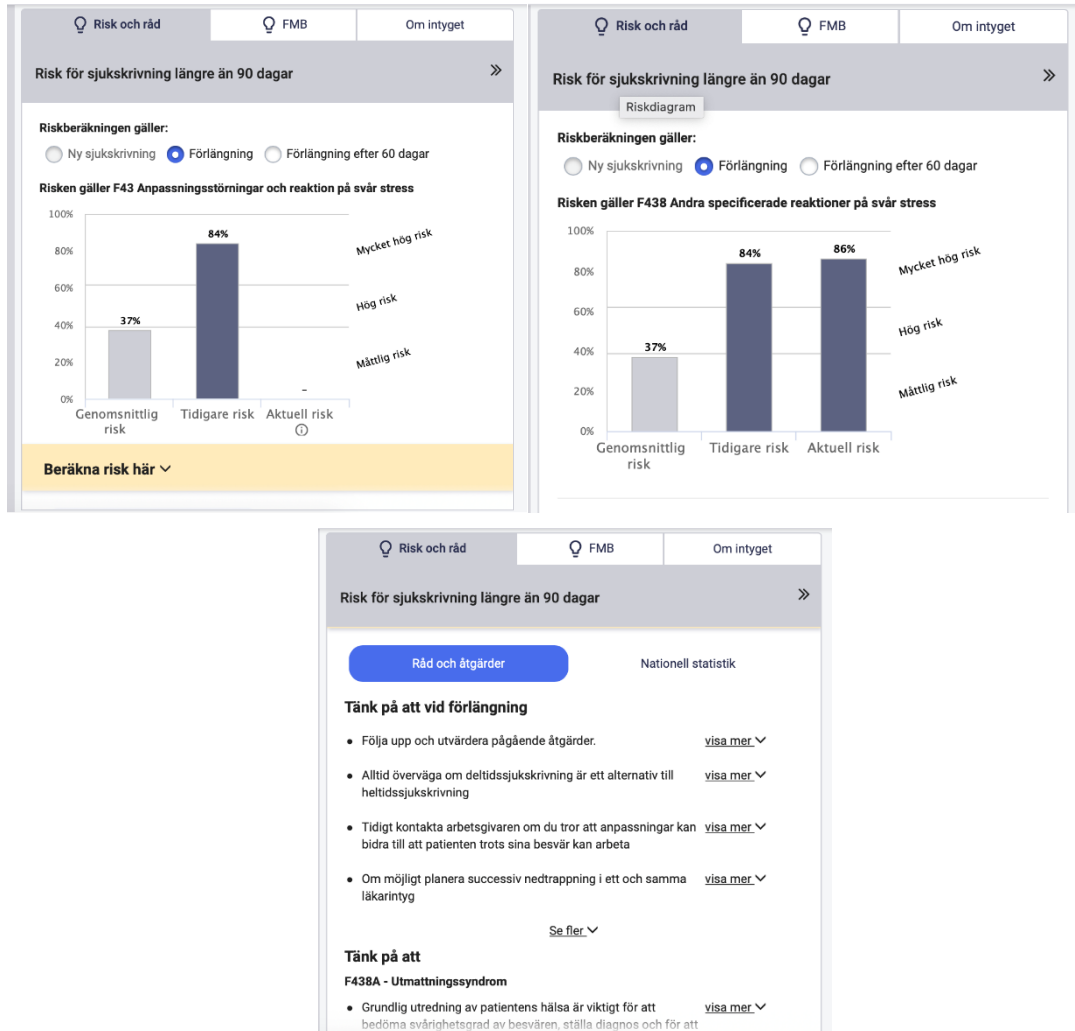 Risk och råd
FMB
Om intyget
Risk för sjukskrivning längre än 90 dagar
Riskberäkningen gäller:
Ny sjukskrivning
Förlängning
Förlängning efter 60 dagar
Risken gäller F43 Anpassningsstörningar och reaktion på svår stress
100%
80%
60%
40%
20%
0%
37%
84%
-
Mycket hög risk
Hög risk
Måttlig risk
Genomsnittlig
risk
Tidigare risk
Aktuell risk
Beräkna risk här
Risk och råd
FMB
Om intyget
Risk för sjukskrivning längre än 90 dagar
Riskdiagram
Riskberäkningen gäller:
Ny sjukskrivning
Förlängning
Förlängning efter 60 dagar
Risken gäller F438 Andra specificerade reaktioner på svår stress
100%
80%
60%
40%
20%
0%
37%
84%
86%
Mycket hög risk
Hög risk
Måttlig risk
Genomsnittlig
risk
Tidigare risk
Aktuell risk
Risk och råd
FMB
Om intyget
Risk för sjukskrivning längre än 90 dagar
Råd och åtgärder
Nationell statistik
Tänk på att vid förlängning
• Följa upp och utvärdera pågående åtgärder. visa mer
• Alltid överväga om deltidssjukskrivning är ett alternativ till visa mer
heltidssjukskrivning
• Tidigt kontakta arbetsgivaren om du tror att anpassningar kan visa mer
bidra till att patienten trots sina besvär kan arbeta
• Om möjligt planera successiv nedtrappning i ett och samma visa mer
läkarintyg
Se fler
Tänk på att
F438A - Utmattningssyndrom
• Grundlig utredning av patientens hälsa är viktigt för att visa mer
bedöma svårighetsgrad av besvären, ställa diagnos och för att